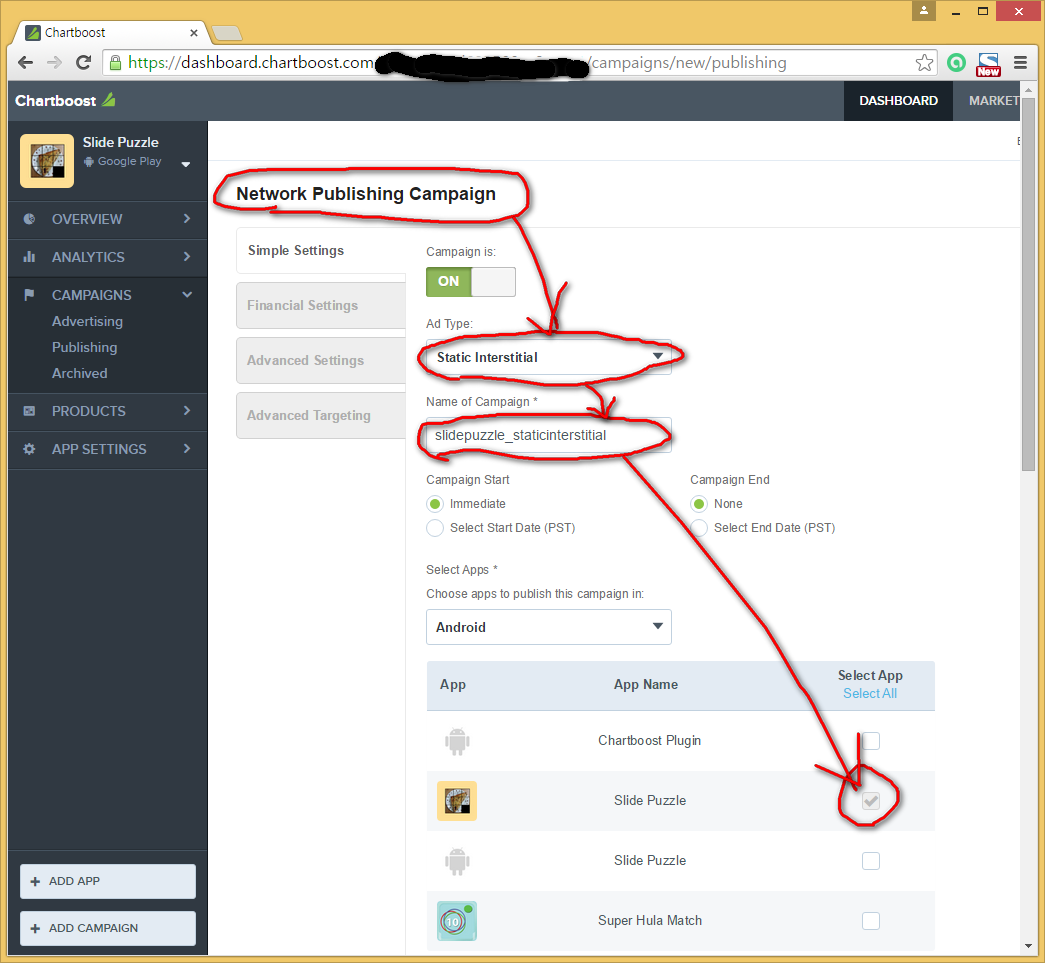 Chartboost
https://dashboard.chartboost.com
/campaigns/new/publishing
New
Chartboost
DASHBOARD
MARKET
Slide Puzzle
Google Play
Network Publishing Campaign
OVERVIEW
ANALYTICS
CAMPAIGNS
Advertising
Publishing
Archived
PRODUCTS
APP SETTINGS
ADD APP
ADD CAMPAIGN
Simple Settings
Financial Settings
Advanced Settings
Advanced Targeting
Campaign is:
ON
Ad Type:
Static Interstitial
Name of Campaign *
slidepuzzle_staticinterstitial
Campaign Start
Immediate
Select Start Date (PST)
Campaign End
None
Select End Date (PST)
Select Apps *
Choose apps to publish this campaign in:
Android
App App Name Select App
Select All
Chartboost Plugin
Slide Puzzle
Slide Puzzle
10
Super Hula Match